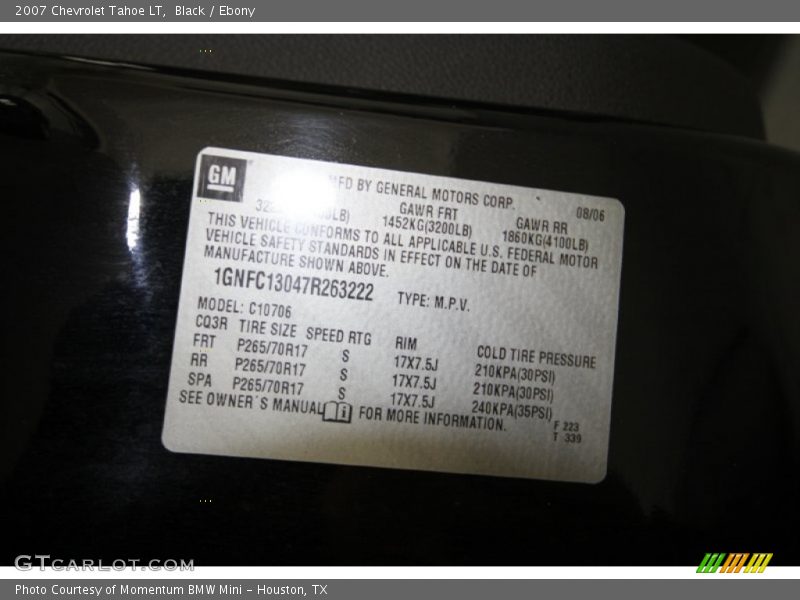 2007 Chevrolet Tahoe LT, Black / Ebony
GM
MFD BY GENERAL MOTORS CORP.
08/06
GAWR FRT
GAWR RR
1452KG(3200LB)
1860KG(4100LB)
THIS VEHICLE CONFORMS TO ALL APPLICABLE U.S. FEDERAL MOTOR
VEHICLE SAFETY STANDARDS IN EFFECT ON THE DATE OF
MANUFACTURE SHOWN ABOVE.
1GNFC13047R263222 TYPE: M.P.V.
MODEL: C10706
CQ3R TIRE SIZE SPEED RTG RIM COLD TIRE PRESSURE
FRT P265/70R17 S 17X7.5J 210KPA(30PSI)
RR P265/70R17 S 17X7.5J 210KPA(30PSI)
SPA P265/70R17 S 17X7.5J 240KPA(35PSI)
SEE OWNER'S MANUAL FOR MORE INFORMATION.
F 223
T 339
GTCARLOT.COM
Photo Courtesy of Momentum BMW Mini - Houston, TX